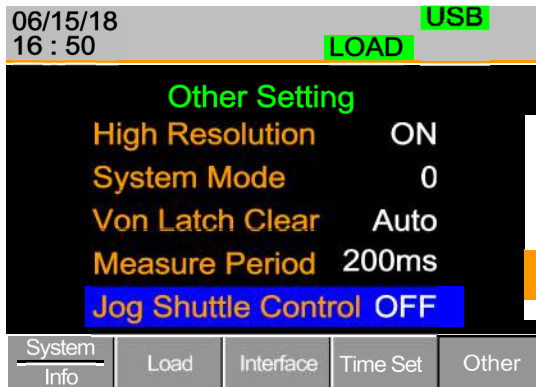 06/15/18 USB
16 : 50 LOAD
Other Setting
High Resolution ON
System Mode 0
Von Latch Clear Auto
Measure Period 200ms
Jog Shuttle Control OFF
System
Info
Load
Interface
Time Set
Other